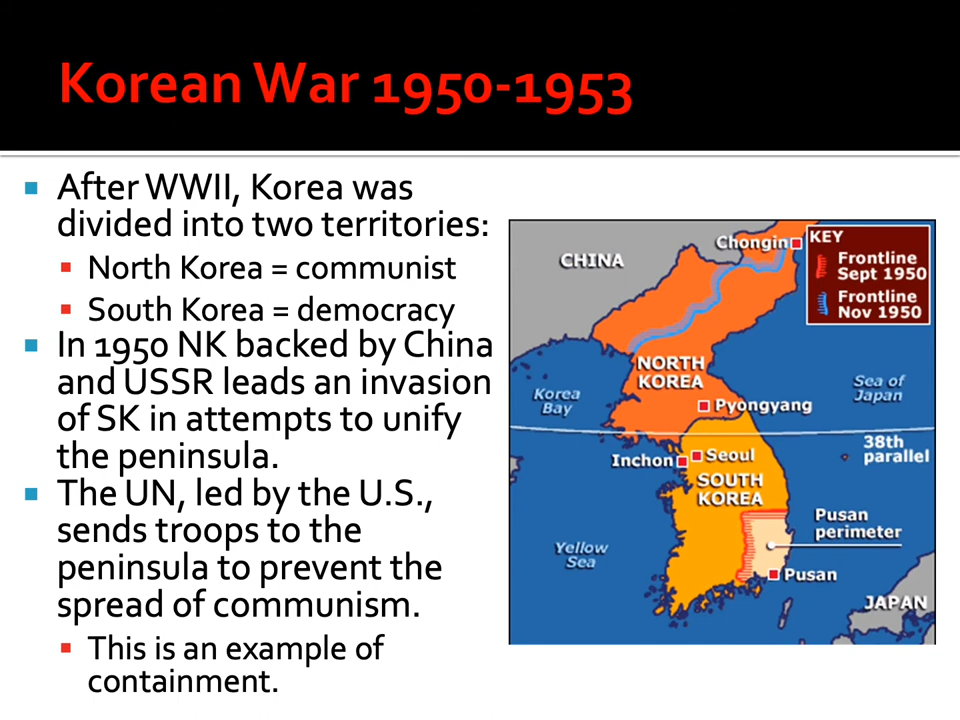 Korean War 1950-1953
After WWII, Korea was
divided into two territories:
North Korea = communist
South Korea = democracy
In 1950 NK backed by China
and USSR leads an invasion
of SK in attempts to unify
the peninsula.
The UN, led by the U.S.,
sends troops to the
peninsula to prevent the
spread of communism.
This is an example of
containment.
Chongin
KEY
CHINA
Frontline
Sept 1950
Frontline
Nov 1950
NORTH
KOREA
Korea
Bay
Sea of
Japan
Pyongyang
38th
parallel
Inchon
Seoul
SOUTH
KOREA
Pusan
perimeter
Yellow
Sea
Pusan
JAPAN